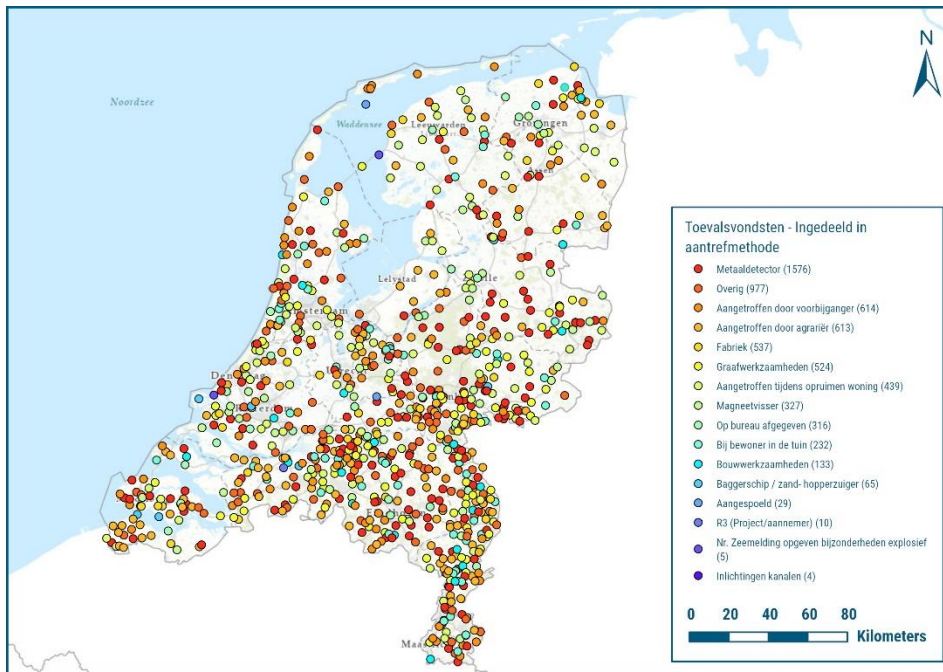 N
Noordzee
Waddenzee
Leeuwarden
Groningen
Assen
Lelystad
Toevalsvondsten - Ingedeeld in
aantrefmethode
Metaaldetector (1576)
Overig (977)
Aangetroffen door voorbijganger (614)
Aangetroffen door agrariër (613)
Fabriek (537)
Graafwerkzaamheden (524)
Aangetroffen tijdens opruimen woning (439)
Magneetvisser (327)
Op bureau afgegeven (316)
Bij bewoner in de tuin (232)
Bouwwerkzaamheden (133)
Baggerschip / zand- hopperzuiger (65)
Aangespoeld (29)
R3 (Project/aannemer) (10)
Nr. Zeemelding opgeven bijzonderheden explosief
(5)
Inlichtingen kanalen (4)
0 20 40 60 80
Kilometers